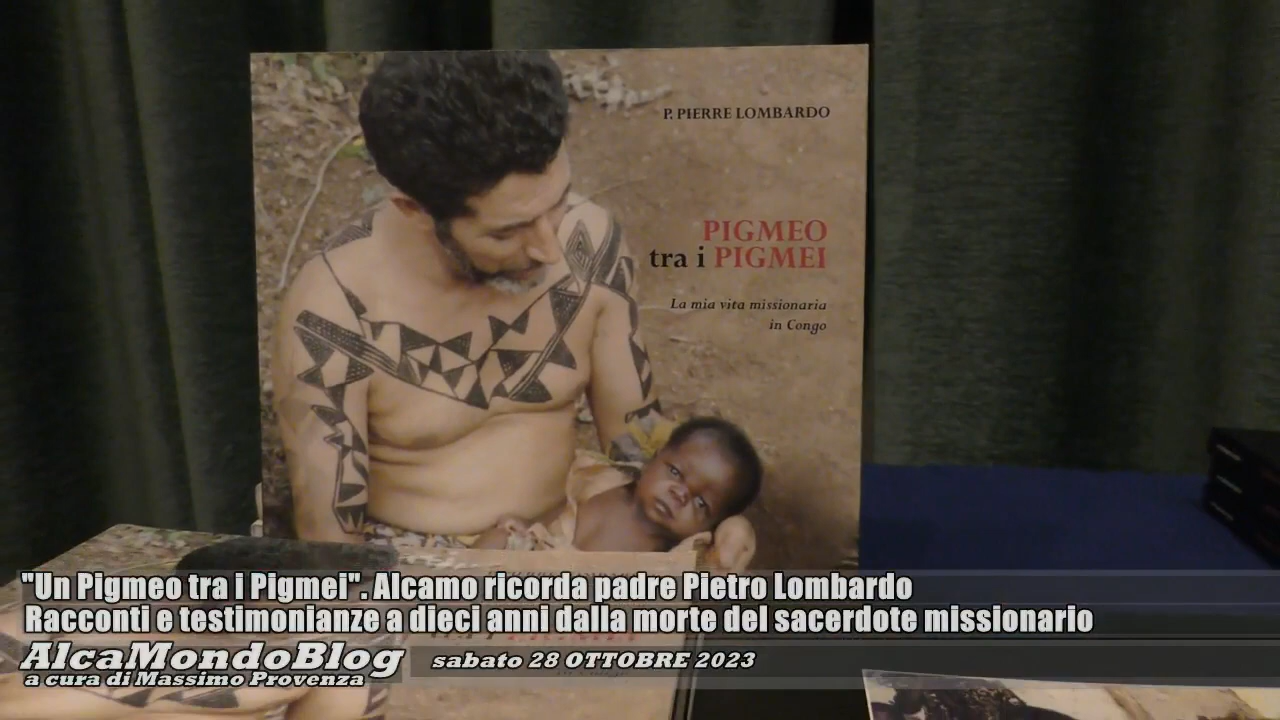 P. PIERRE LOMBARDO
PIGMEO
tra i PIGMEI
La mia vita missionaria
in Congo
"Un Pigmeo tra i Pigmei". Alcamo ricorda padre Pietro Lombardo
Racconti e testimonianze a dieci anni dalla morte del sacerdote missionario
AlcaMondoBlog
sabato 28 OTTOBRE 2023
a cura di Massimo Provenza